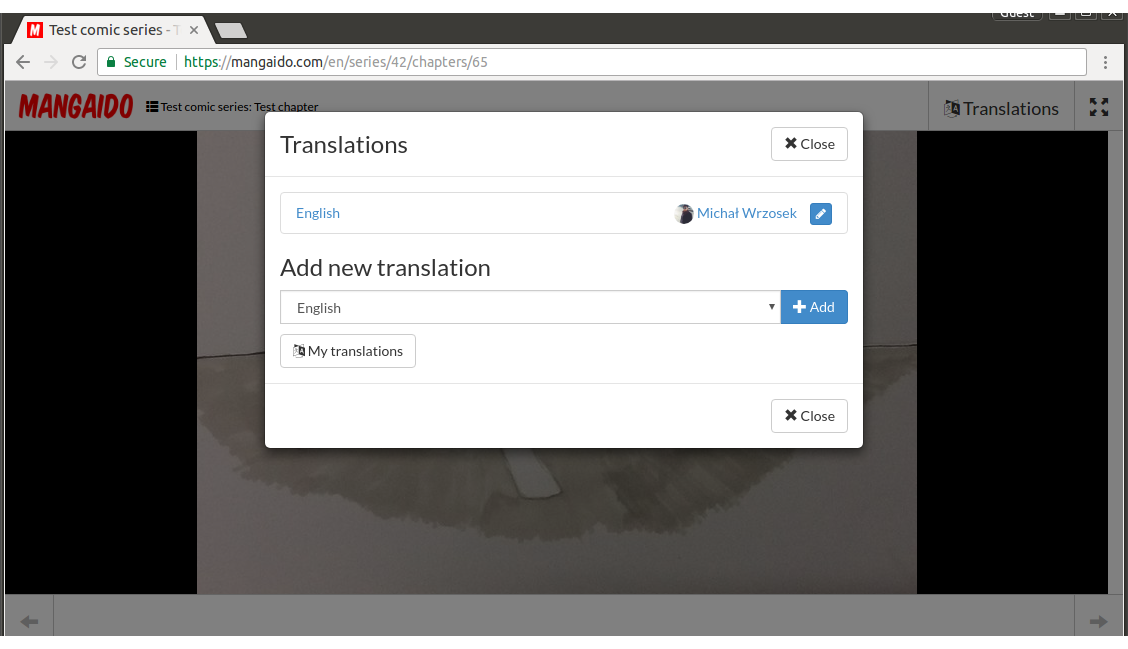 Guest
M Test comic series - T
Secure https://mangaido.com/en/series/42/chapters/65
MANGAIDO Test comic series: Test chapter
Translations
Translations
Close
English
Michał Wrzosek
Add new translation
English
Add
My translations
Close